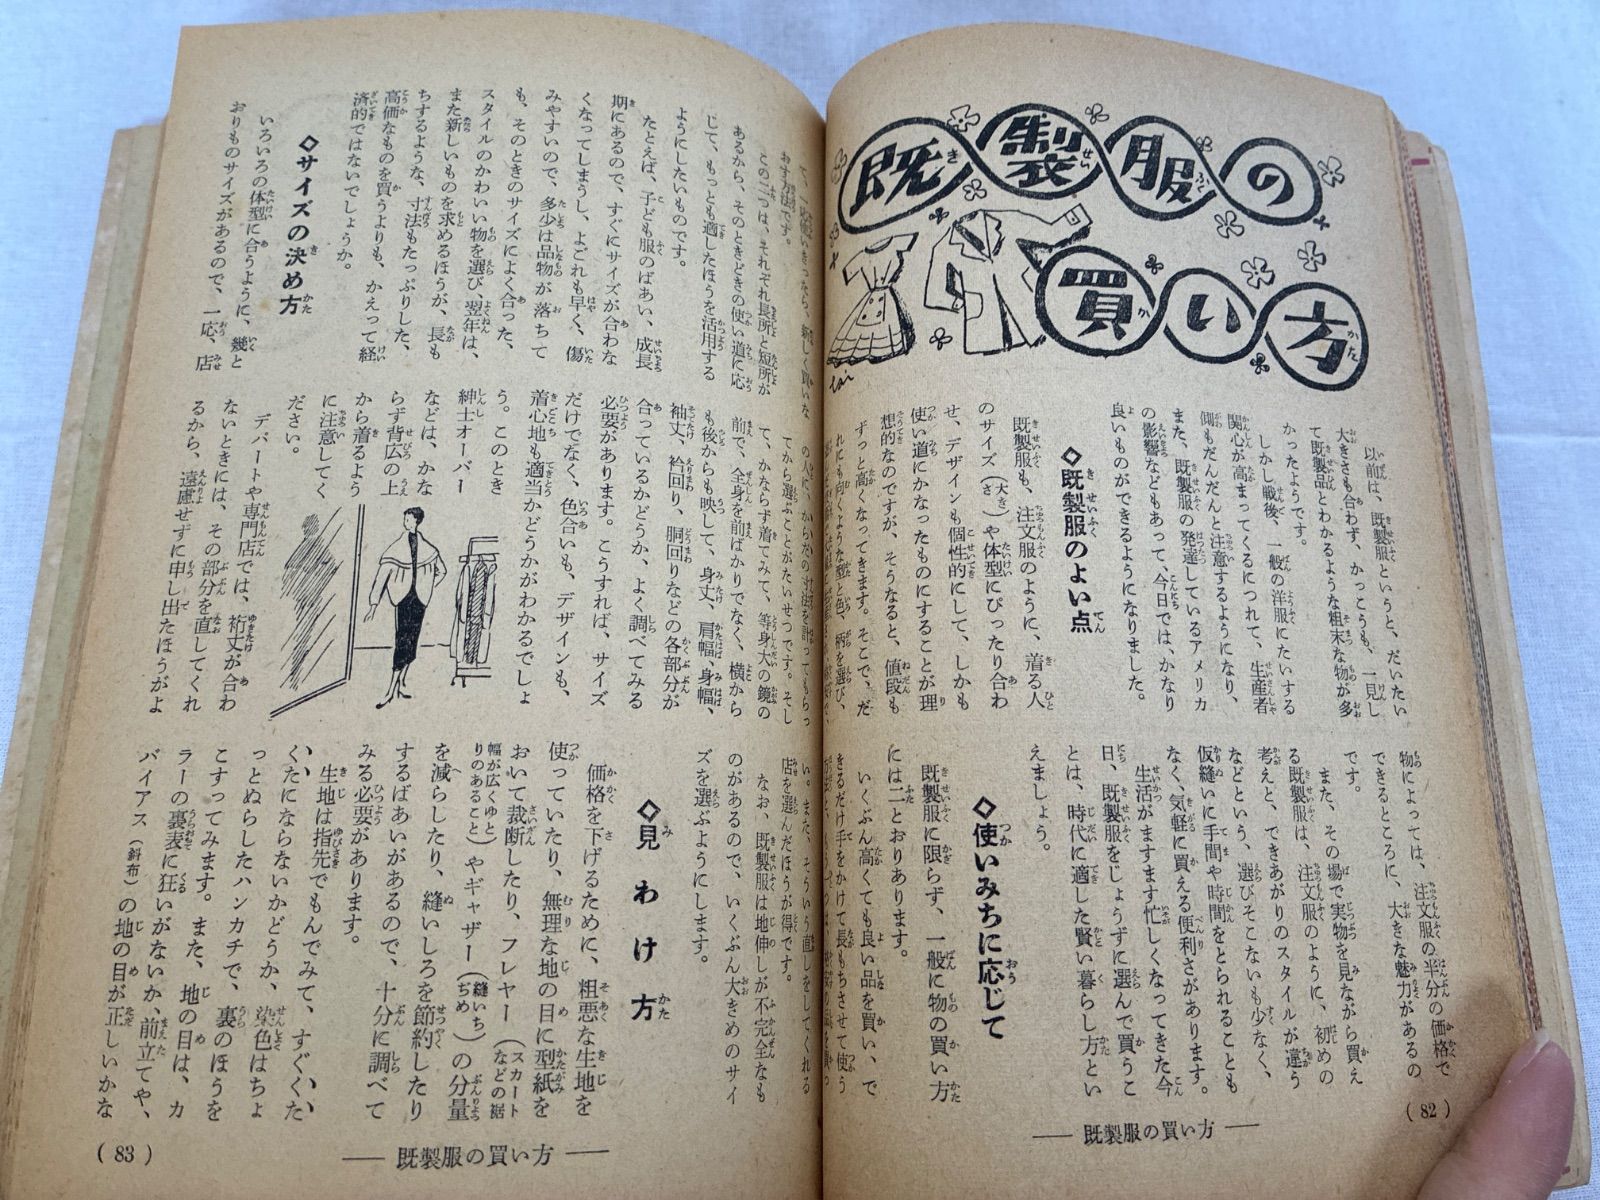 既製服の
買い方
以前は、既製服というと、だいたい
大きさも合わず、かっこうも、一見し
て既製品とわかるような粗末な物が多
かったようです。
しかし戦後、一般の洋服にたいする
関心が高まってくるにつれて、生産者
側もだんだんと注意するようになり、
また、既製服の発達しているアメリカ
の影響などもあって、今日では、かなり
良いものができるようになりました。
◇既製服のよい点
既製服も、注文服のように、着る人
のサイズ（大きさ）や体型にぴったり合わ
せ、デザインも個性的にして、しかも
使い道にかなったものにすることが理
想的なのですが、そうなると、値段も
ずっと高くなってきます。そこで、だ
れにも向くような型と色、柄を選び、
物によっては、注文服の半分の価格で
できるところに、大きな魅力があるの
です。
また、その場で実物を見ながら買え
る既製服は、注文服のように、初めの
考えと、できあがりのスタイルが違う
などという、選びそこないも少なく、
仮縫いに手間や時間をとられることも
なく、気軽に買える便利さがあります。
生活がますます忙しくなってきた今
日、既製服をじょうずに選んで買うこ
とは、時代に適した賢い暮らし方とい
えましょう。
◇使いみちに応じて
既製服に限らず、一般に物の買い方
には二とおりあります。
いくぶん高くても良い品を買い、で
きるだけ手をかけて長もちさせて使う
(82)
── 既製服の買い方 ──
て、一応使いきったなら、新しく買いな
おす方法です。
この二つは、それぞれ長所と短所が
あるから、そのときどきの使い道に応
じて、もっとも適したほうを活用する
ようにしたいものです。
たとえば、子ども服のばあい、成長
期にあるので、すぐにサイズが合わな
くなってしまうし、よごれも早く、傷
みやすいので、多少は品物が落ちて
も、そのときのサイズによく合った、
スタイルのかわいい物を選び、翌年は、
また新しいものを求めるほうが、長も
ちするような、寸法もたっぷりした、
高価なものを買うよりも、かえって経
済的ではないでしょうか。
◇サイズの決め方
いろいろの体型に合うように、幾と
おりものサイズがあるので、一応、店
の人に、からだの寸法を計ってもらっ
てから選ぶことがたいせつです。そし
て、かならず着てみて、等身大の鏡の
前で、全身を前ばかりでなく、横から
も後からも映して、身丈、肩幅、身幅、
袖丈、衿回り、胴回りなどの各部分が
合っているかどうか、よく調べてみる
必要があります。こうすれば、サイズ
だけでなく、色合いも、デザインも、
着心地も適当かどうかがわかるでしょ
う。このとき
紳士オーバー
などは、かな
らず背広の上
から着るよう
に注意してく
ださい。
デパートや専門店では、裄丈が合わ
ないときには、その部分を直してくれ
るから、遠慮せずに申し出たほうがよ
い。また、そういう直しをしてくれる
店を選んだほうが得です。
なお、既製服は地伸しが不完全なも
のがあるので、いくぶん大きめのサイ
ズを選ぶようにします。
◇見わけ方
価格を下げるために、粗悪な生地を
使っていたり、無理な地の目に型紙を
おいて裁断したり、フレヤー（スカートなどの裾
幅が広くゆとりのあること）やギャザー（縫いちぢめ）の分量
を減らしたり、縫いしろを節約したり
するばあいがあるので、十分に調べて
みる必要があります。
生地は指先でもんでみて、すぐくた
くたにならないかどうか、染色はちょ
っとぬらしたハンカチで、裏のほうを
こすってみます。また、地の目は、カ
ラーの裏表に狂いがないか、前立てや、
バイアス（斜布）の地の目が正しいかな
── 既製服の買い方 ──
(83)